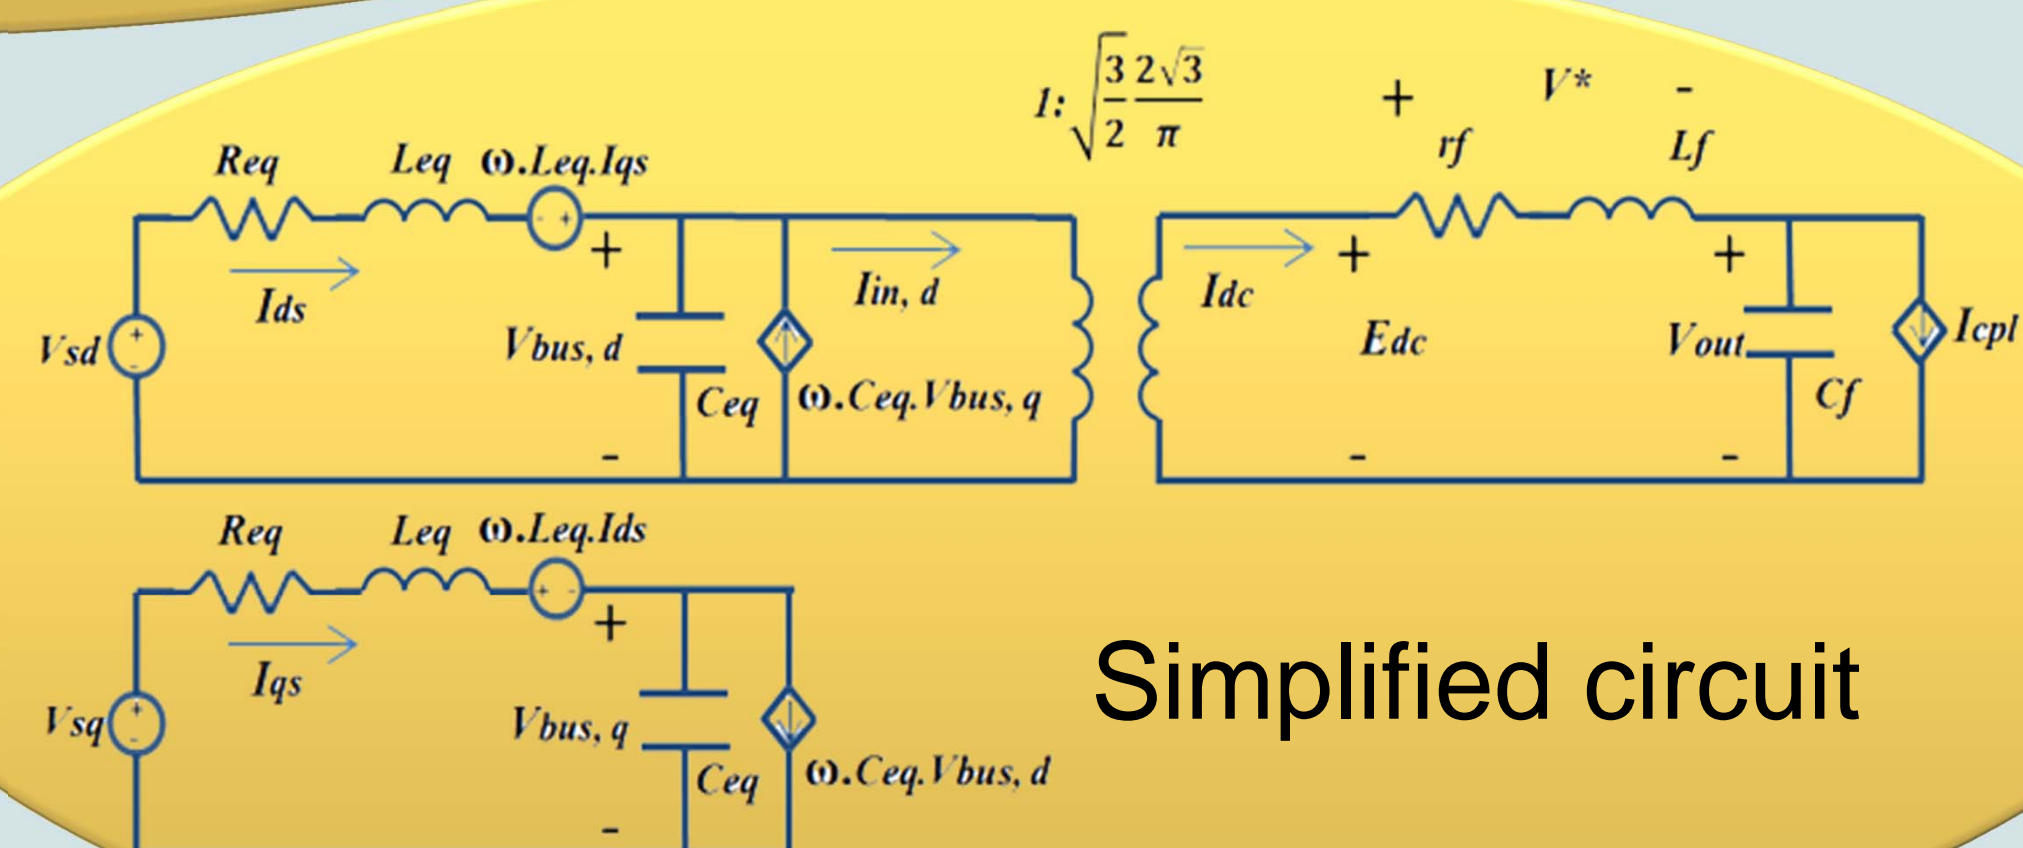 1: √3/2 2√3/π
+ V* -
Req Leq ω.Leq.Iqs rf Lf
- +
+ + +
Ids Iin, d Idc
Vsd + - Vbus, d Edc Vout Icpl
Ceq ω.Ceq.Vbus, q Cf
- - -
Req Leq ω.Leq.Ids
+ -
+
Iqs
Simplified circuit
Vsq + - Vbus, q
Ceq ω.Ceq.Vbus, d
-